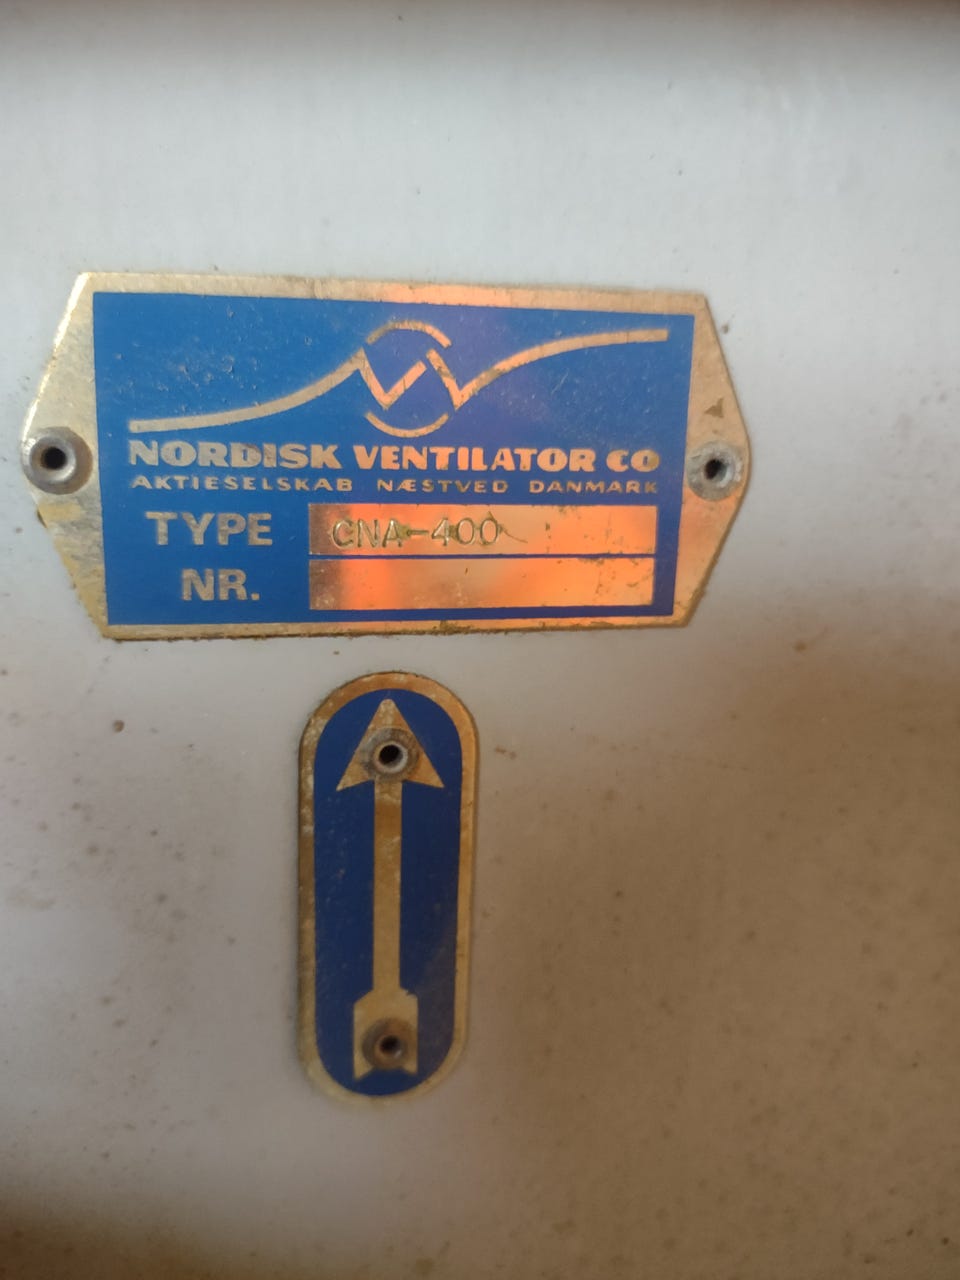 NORDISK VENTILATOR CO
AKTIESELSKAB NÆSTVED DANMARK
TYPE CNA-400
NR.